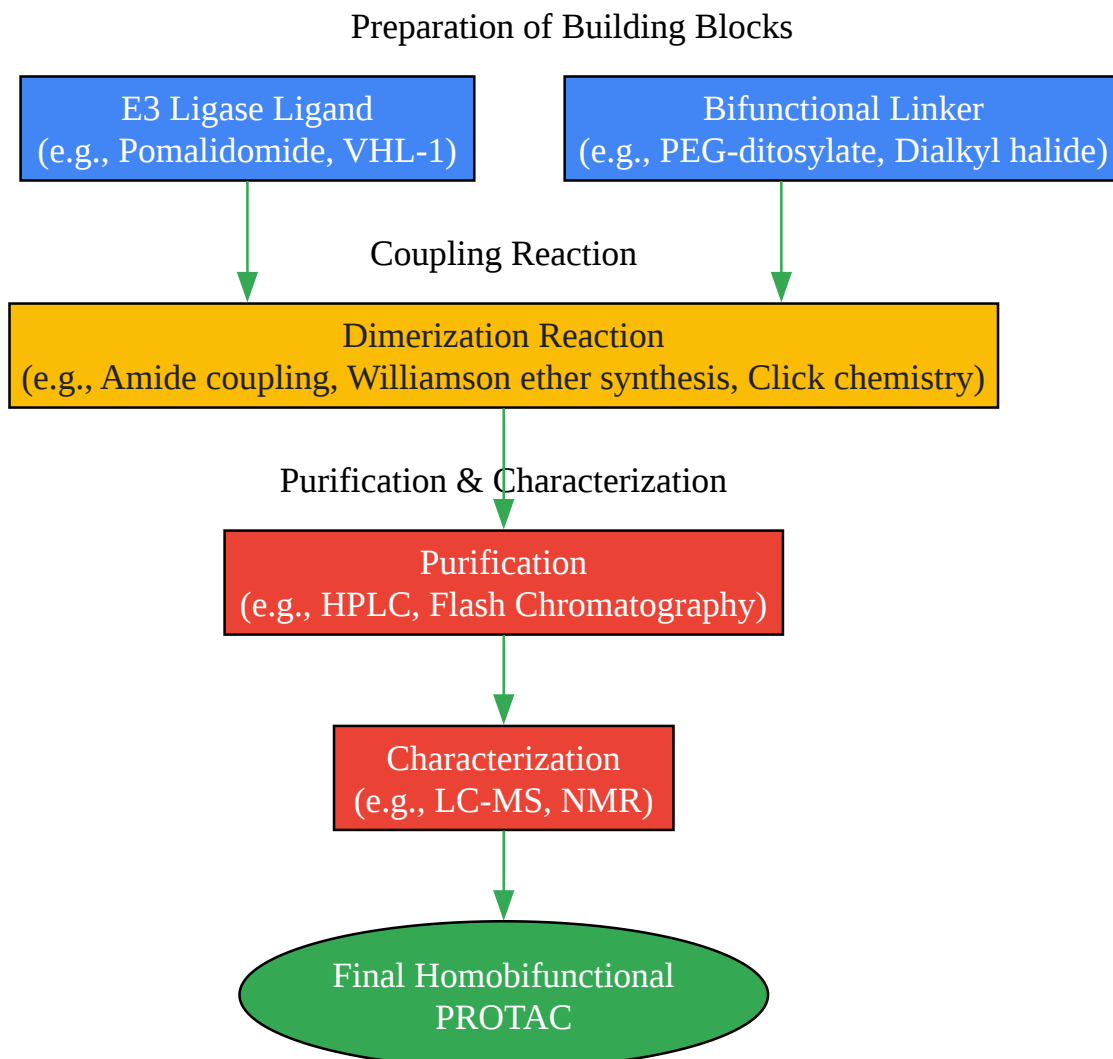 Preparation of Building Blocks
E3 Ligase Ligand
(e.g., Pomalidomide, VHL-1)
Bifunctional Linker
(e.g., PEG-ditosylate, Dialkyl halide)
Coupling Reaction
Dimerization Reaction
(e.g., Amide coupling, Williamson ether synthesis, Click chemistry)
Purification & Characterization
Purification
(e.g., HPLC, Flash Chromatography)
Characterization
(e.g., LC-MS, NMR)
Final Homobifunctional
PROTAC